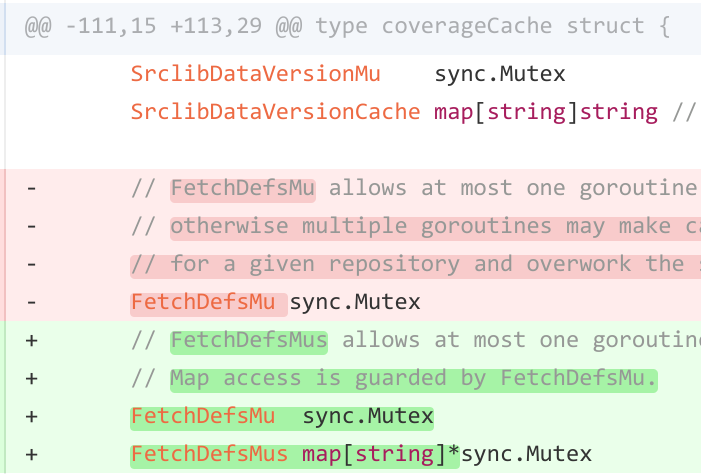 @@ -111,15 +113,29 @@ type coverageCache struct {
SrclibDataVersionMu    sync.Mutex
SrclibDataVersionCache map[string]string //
- // FetchDefsMu allows at most one goroutine
- // otherwise multiple goroutines may make
- // for a given repository and overwork the
- FetchDefsMu sync.Mutex
+ // FetchDefsMus allows at most one goroutine
+ // Map access is guarded by FetchDefsMu.
+ FetchDefsMu  sync.Mutex
+ FetchDefsMus map[string]*sync.Mutex